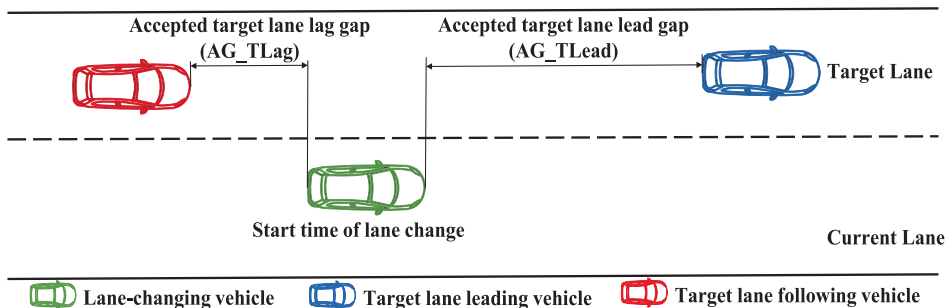 Accepted target lane lag gap
(AG_TLag)
Accepted target lane lead gap
(AG_TLead)
Target Lane
Start time of lane change
Current Lane
Lane-changing vehicle
Target lane leading vehicle
Target lane following vehicle